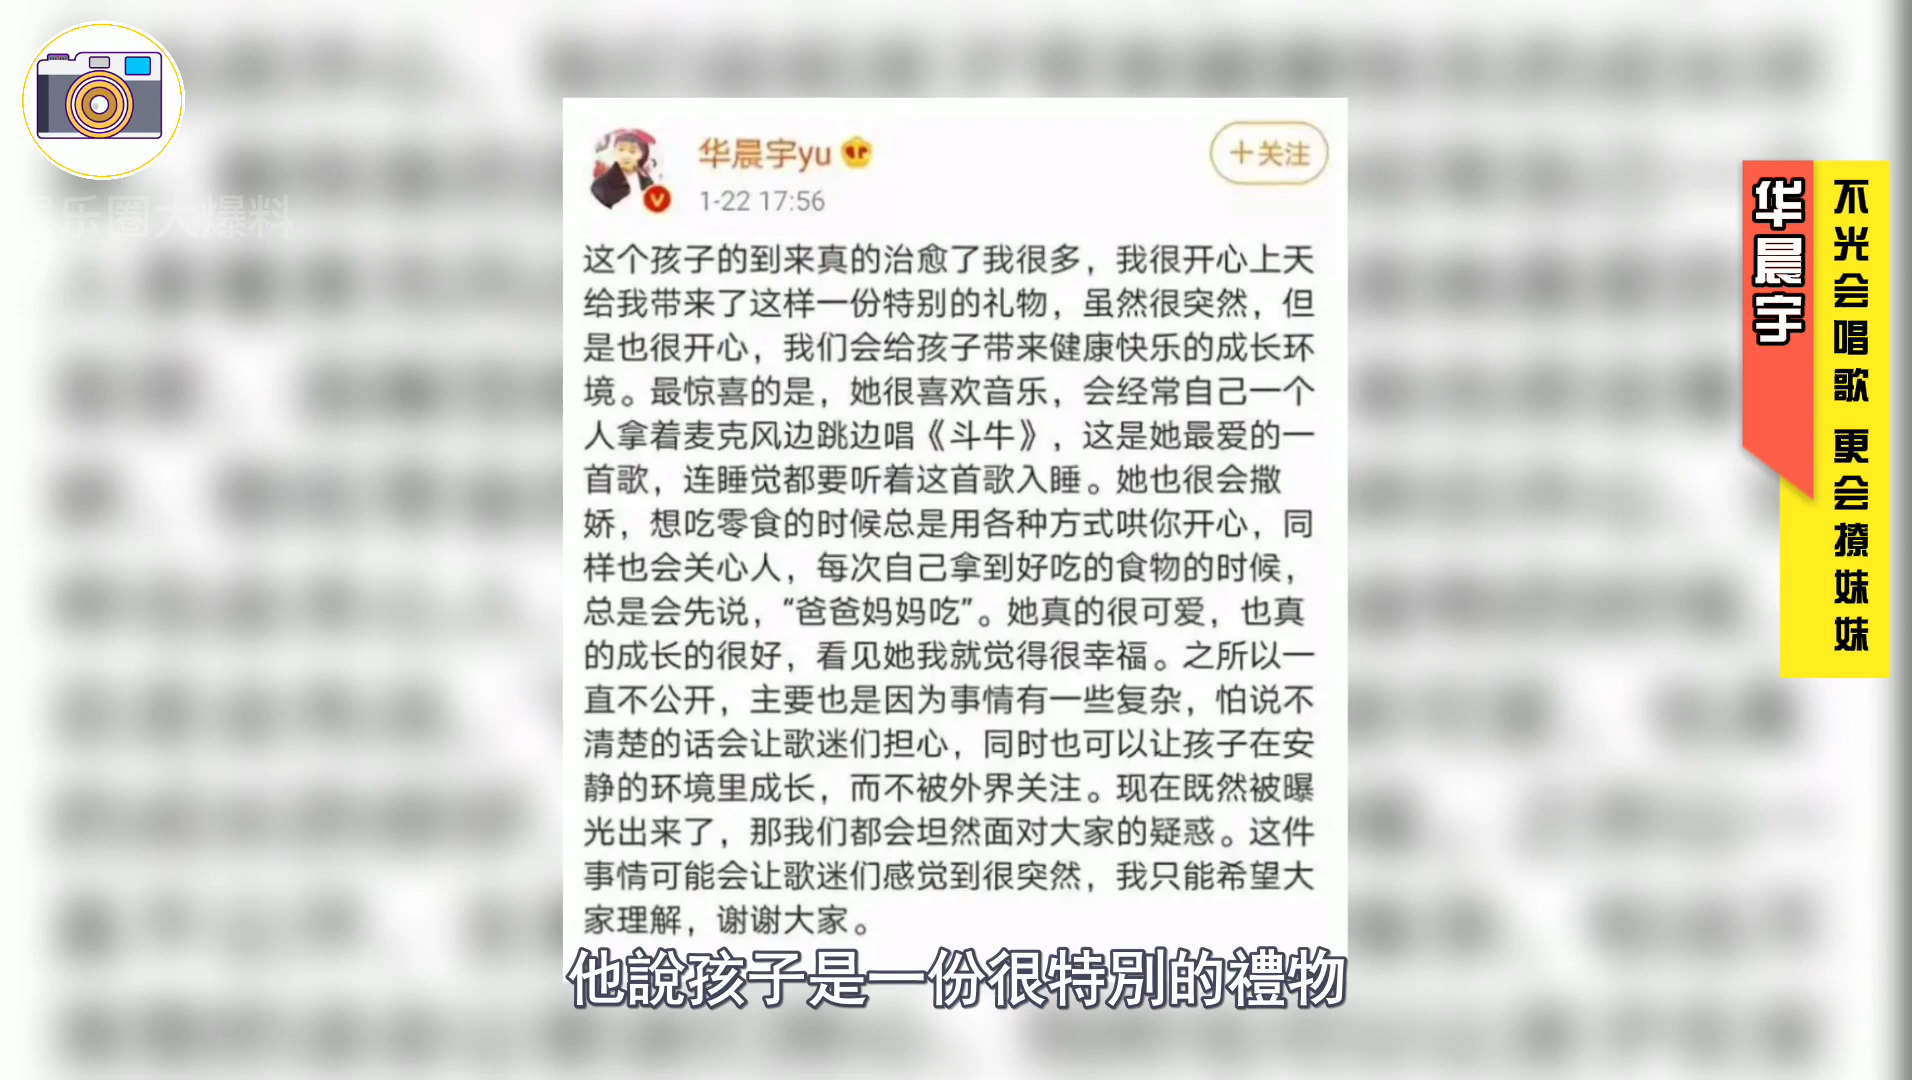 娱乐圈大爆料
华晨宇yu
+关注
1-22 17:56
这个孩子的到来真的治愈了我很多，我很开心上天
给我带来了这样一份特别的礼物，虽然很突然，但
是也很开心，我们会给孩子带来健康快乐的成长环
境。最惊喜的是，她很喜欢音乐，会经常自己一个
人拿着麦克风边跳边唱《斗牛》，这是她最爱的一
首歌，连睡觉都要听着这首歌入睡。她也很会撒
娇，想吃零食的时候总是用各种方式哄你开心，同
样也会关心人，每次自己拿到好吃的食物的时候，
总是会先说，“爸爸妈妈吃”。她真的很可爱，也真
的成长的很好，看见她我就觉得很幸福。之所以一
直不公开，主要也是因为事情有一些复杂，怕说不
清楚的话会让歌迷们担心，同时也可以让孩子在安
静的环境里成长，而不被外界关注。现在既然被曝
光出来了，那我们都会坦然面对大家的疑惑。这件
事情可能会让歌迷们感觉到很突然，我只能希望大
家理解，谢谢大家。
他說孩子是一份很特別的禮物
华晨宇
不光会唱歌 更会撩妹妹